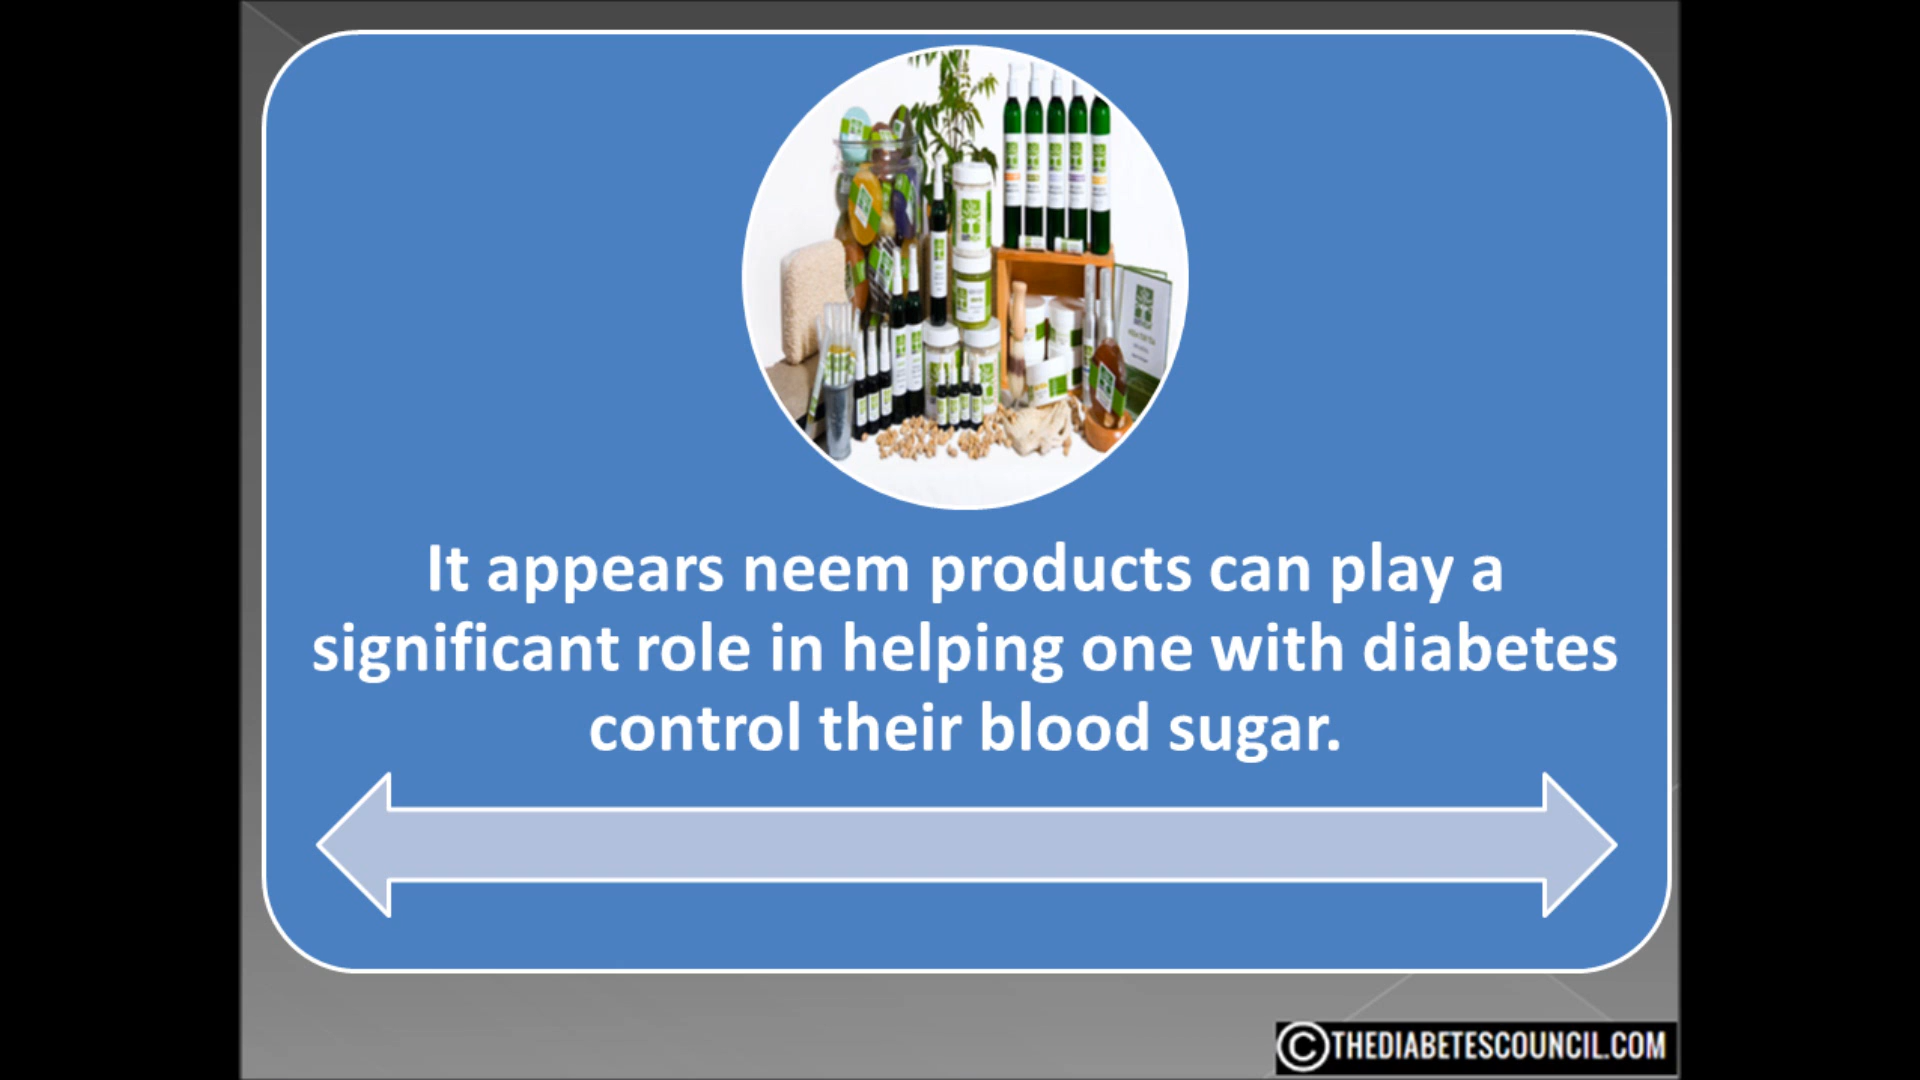 It appears neem products can play a
significant role in helping one with diabetes
control their blood sugar.
©THEDIABETESCOUNCIL.COM